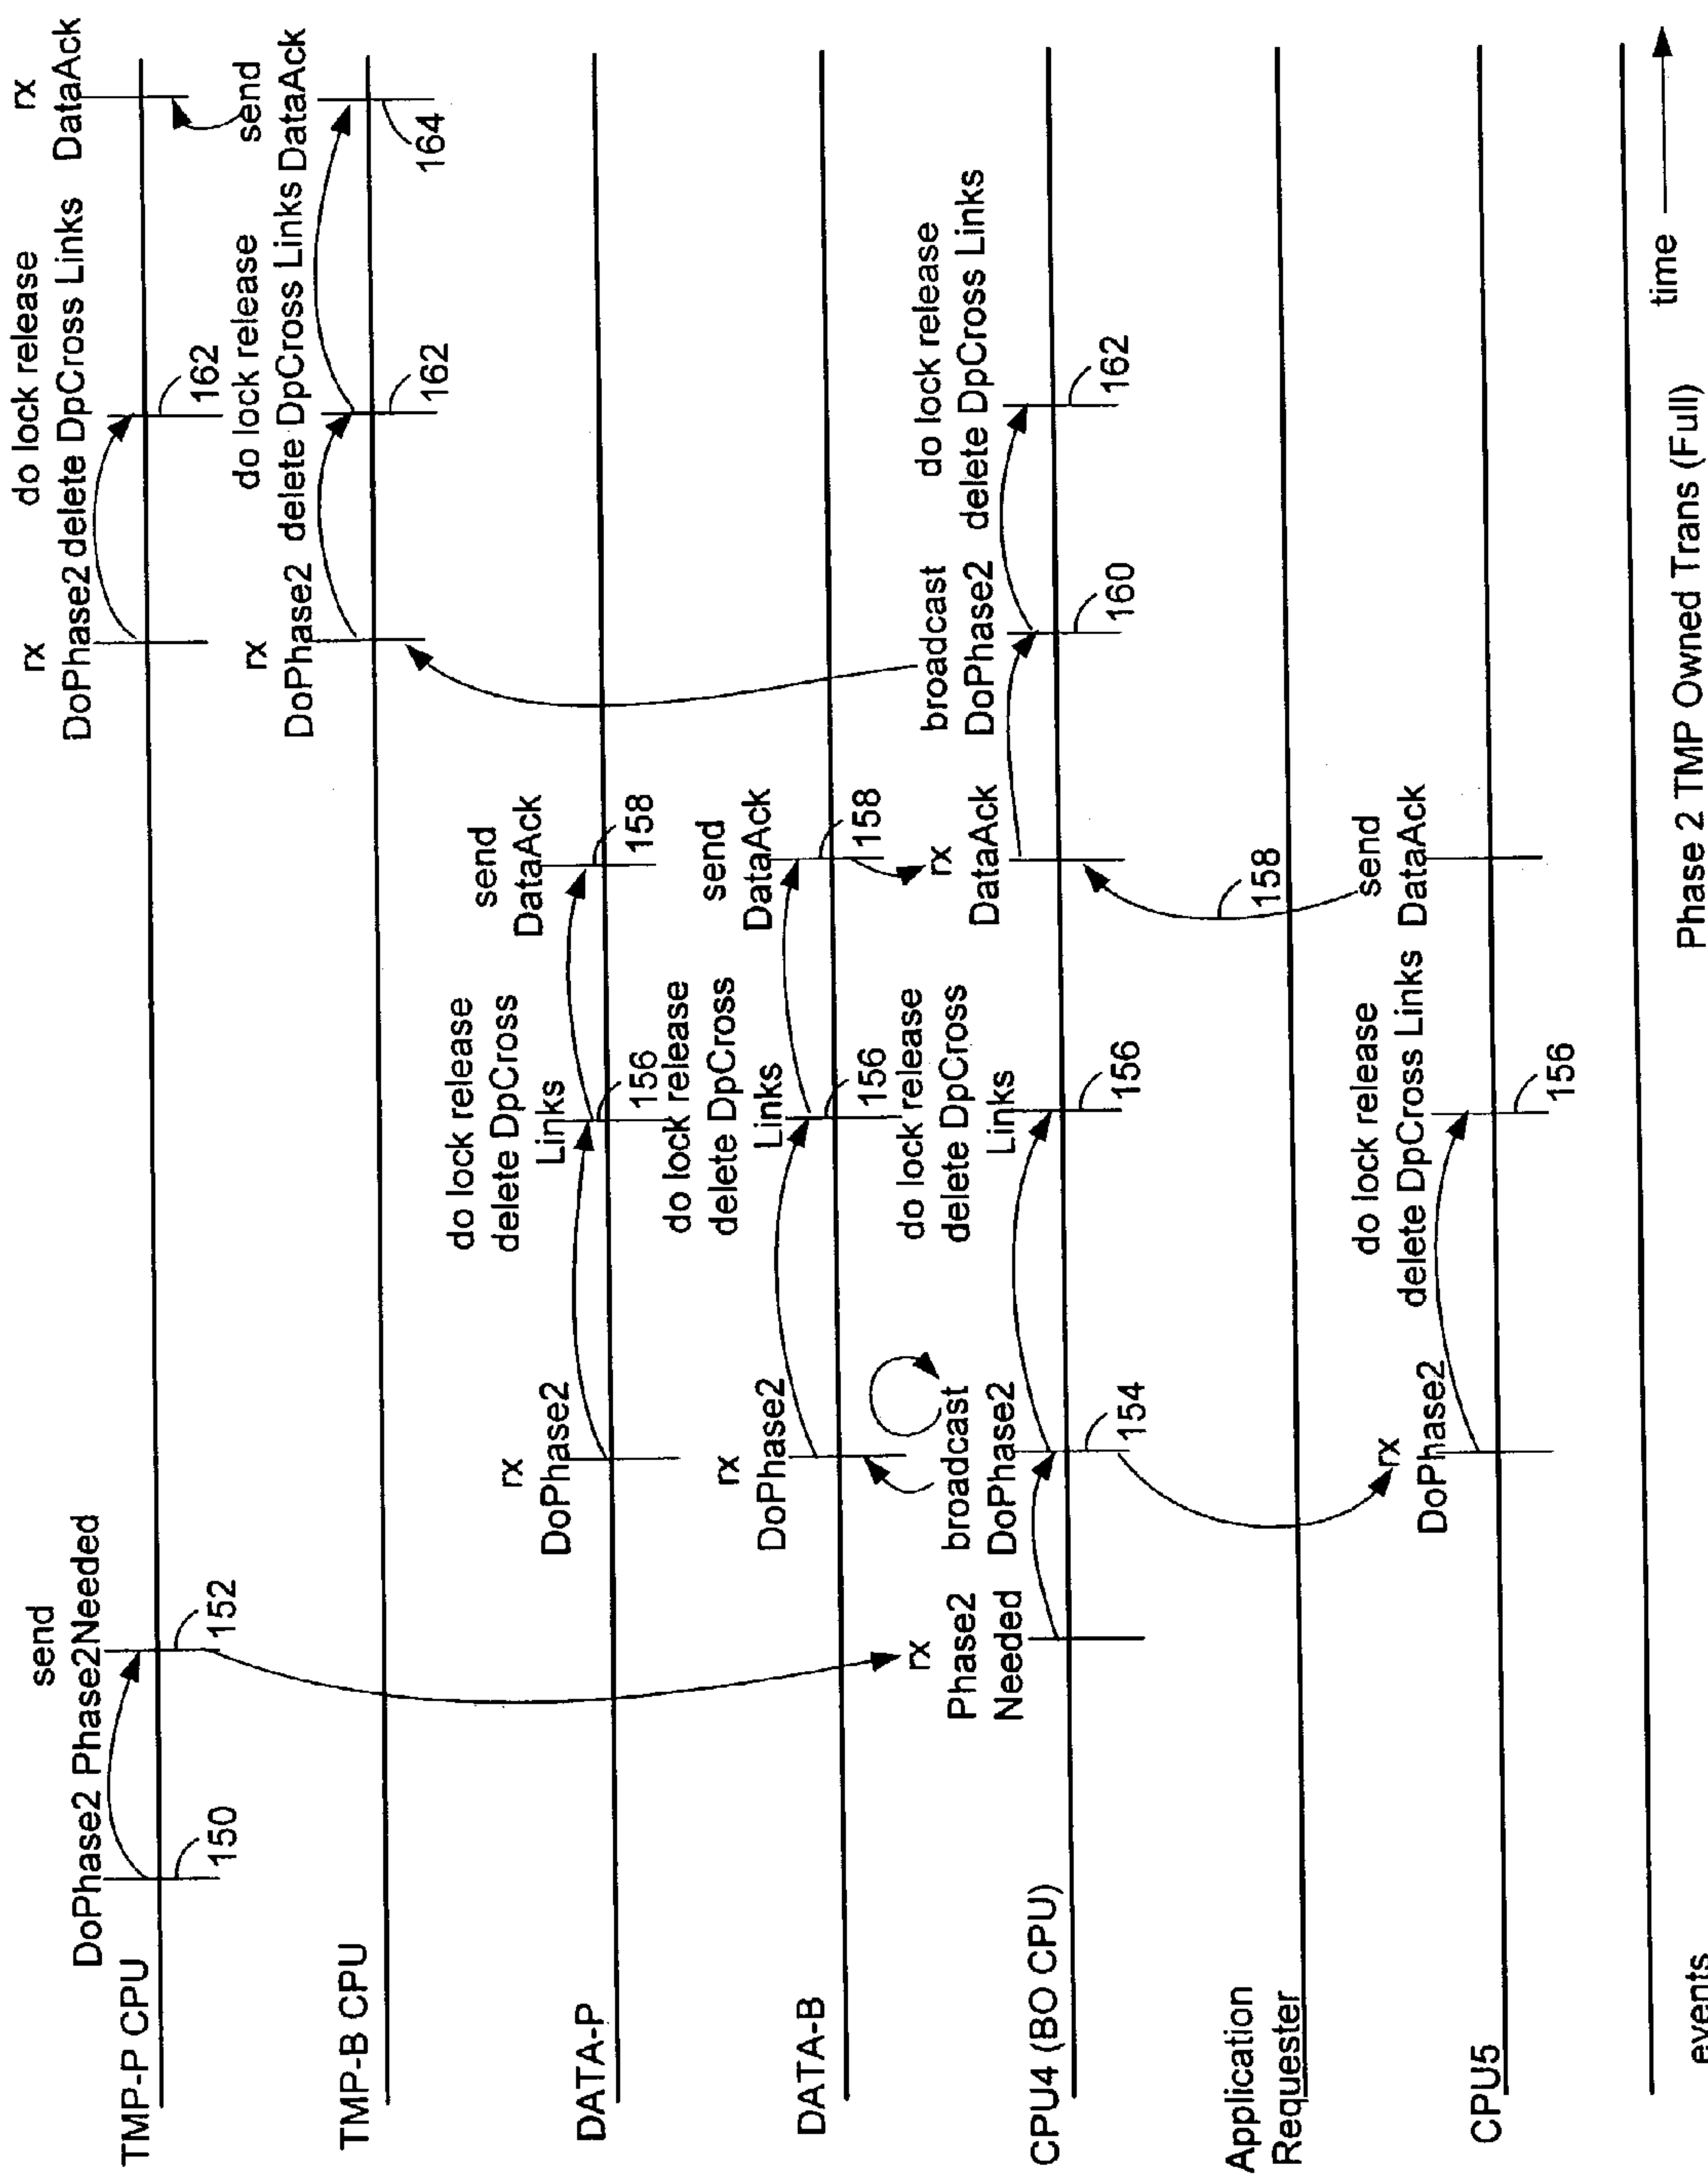 TMP-P CPU
DoPhase2
150
send
Phase2Needed
152
rx
DoPhase2
do lock release
delete DpCross Links
162
rx
DataAck
TMP-B CPU
rx
DoPhase2
do lock release
delete DpCross Links
162
send
DataAck
164
DATA-P
rx
DoPhase2
do lock release
delete DpCross
Links
156
send
DataAck
158
DATA-B
rx
DoPhase2
do lock release
delete DpCross
Links
156
send
DataAck
158
CPU4 (BO CPU)
rx
Phase2
Needed
broadcast
DoPhase2
154
do lock release
delete DpCross
Links
156
rx
DataAck
broadcast
DoPhase2
160
do lock release
delete DpCross Links
162
Application
Requester
158
CPU5
rx
DoPhase2
do lock release
delete DpCross Links
156
send
DataAck
events
time
Phase 2 TMP Owned Trans (Full)